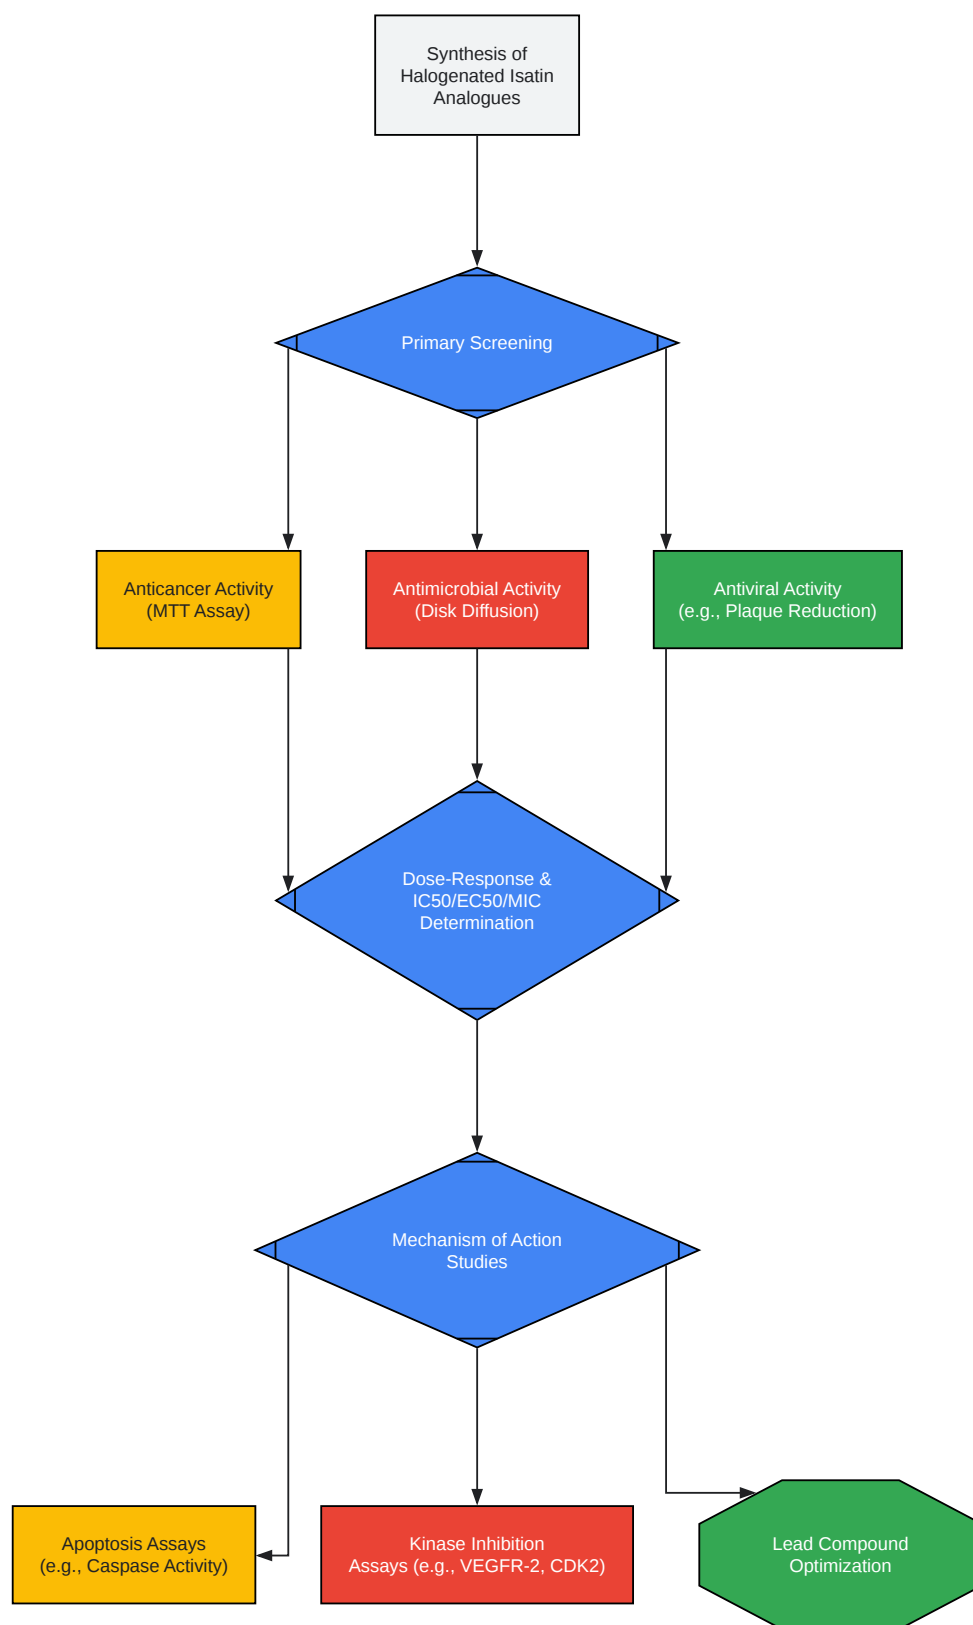 Synthesis of
Halogenated Isatin
Analogues
Primary Screening
Anticancer Activity
(MTT Assay)
Antimicrobial Activity
(Disk Diffusion)
Antiviral Activity
(e.g., Plaque Reduction)
Dose-Response &
IC50/EC50/MIC
Determination
Mechanism of Action
Studies
Apoptosis Assays
(e.g., Caspase Activity)
Kinase Inhibition
Assays (e.g., VEGFR-2, CDK2)
Lead Compound
Optimization